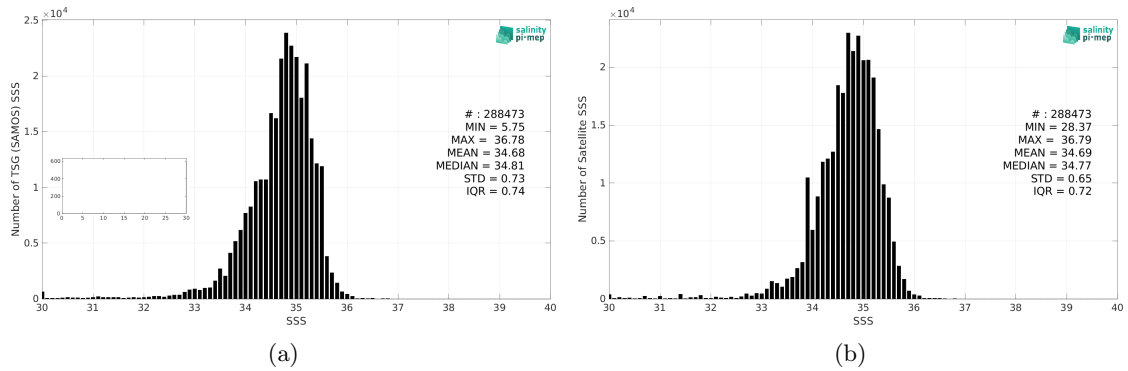 2.5 ×10⁴
2
1.5
1
0.5
0
Number of TSG (SAMOS) SSS
600
400
200
0
0 5 10 15 20 25 30
salinity
pi-mep
# : 288473
MIN = 5.75
MAX = 36.78
MEAN = 34.68
MEDIAN = 34.81
STD = 0.73
IQR = 0.74
30 31 32 33 34 35 36 37 38 39 40
SSS
(a)
×10⁴
2
1.5
1
0.5
0
Number of Satellite SSS
salinity
pi-mep
# : 288473
MIN = 28.37
MAX = 36.79
MEAN = 34.69
MEDIAN = 34.77
STD = 0.65
IQR = 0.72
30 31 32 33 34 35 36 37 38 39 40
SSS
(b)